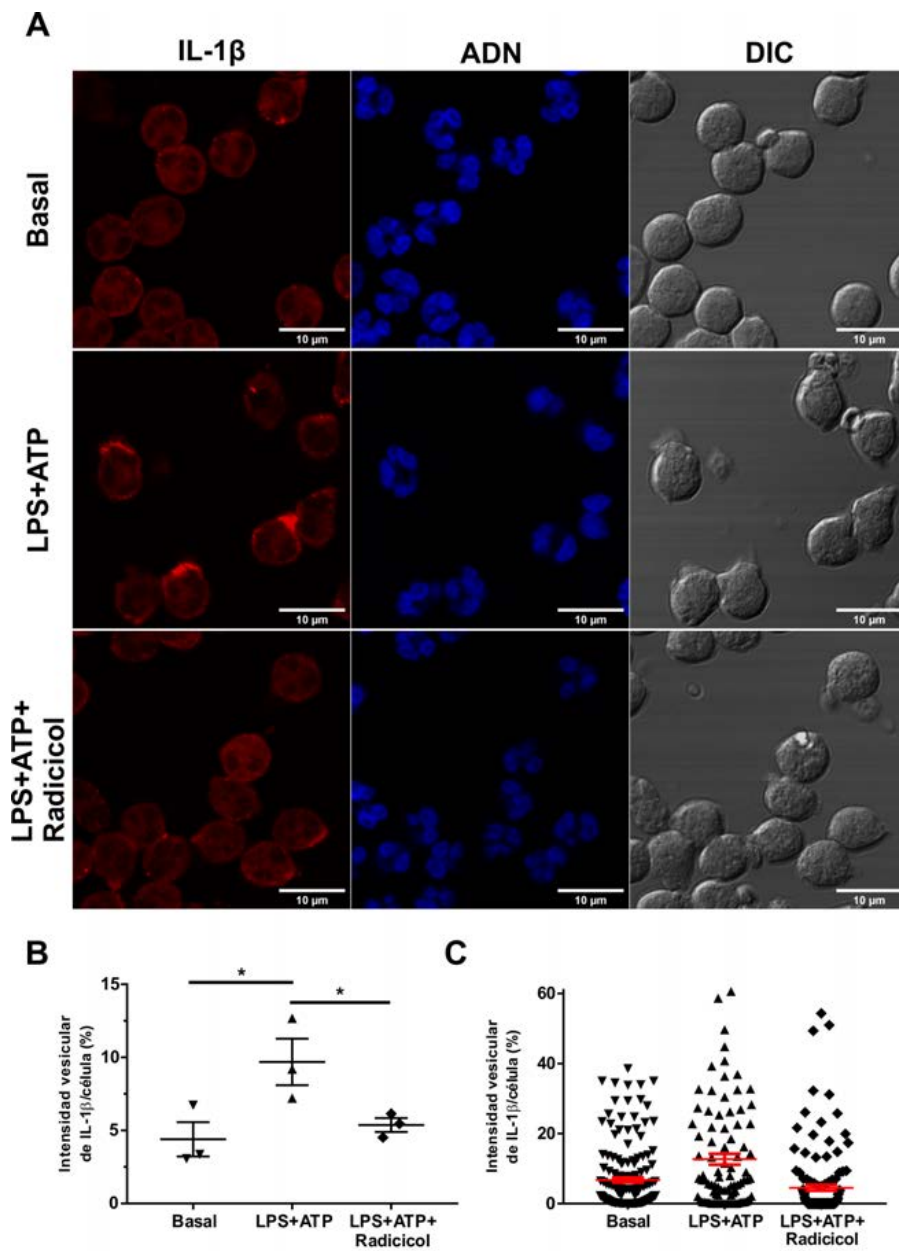 A
IL-1β
ADN
DIC
Basal
10 µm
10 µm
10 µm
LPS+ATP
10 µm
10 µm
10 µm
LPS+ATP+
Radicicol
10 µm
10 µm
10 µm
B
Intensidad vesicular
de IL-1β/célula (%)
15
10
5
0
*
*
Basal
LPS+ATP
LPS+ATP+
Radicicol
C
Intensidad vesicular
de IL-1β/célula (%)
60
40
20
0
Basal
LPS+ATP
LPS+ATP+
Radicicol